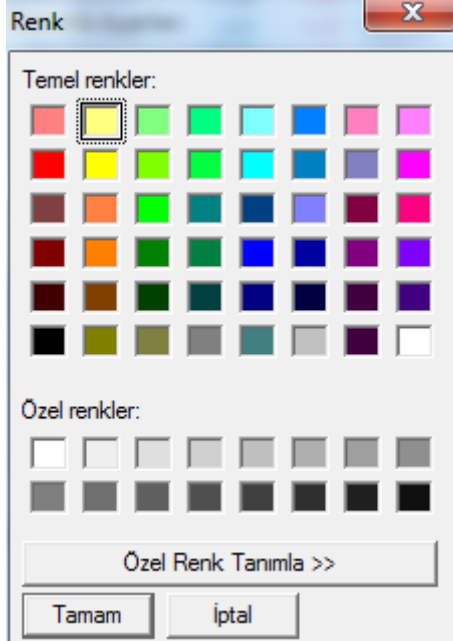 Renk
Temel renkler:
Özel renkler:
Özel Renk Tanımla >>
Tamam
İptal